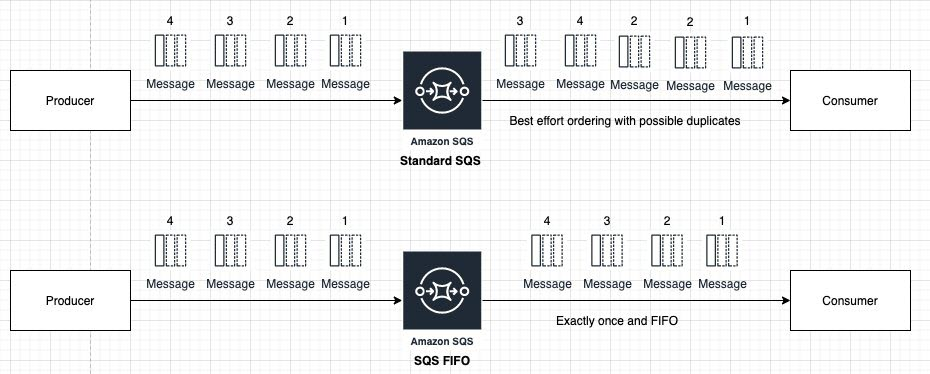 4 3 2 1 3 4 2 2 1
Message Message Message Message Message Message Message Message Message
Producer Consumer
Best effort ordering with possible duplicates
Amazon SQS
Standard SQS
4 3 2 1 4 3 2 1
Message Message Message Message Message Message Message Message
Producer Consumer
Exactly once and FIFO
Amazon SQS
SQS FIFO